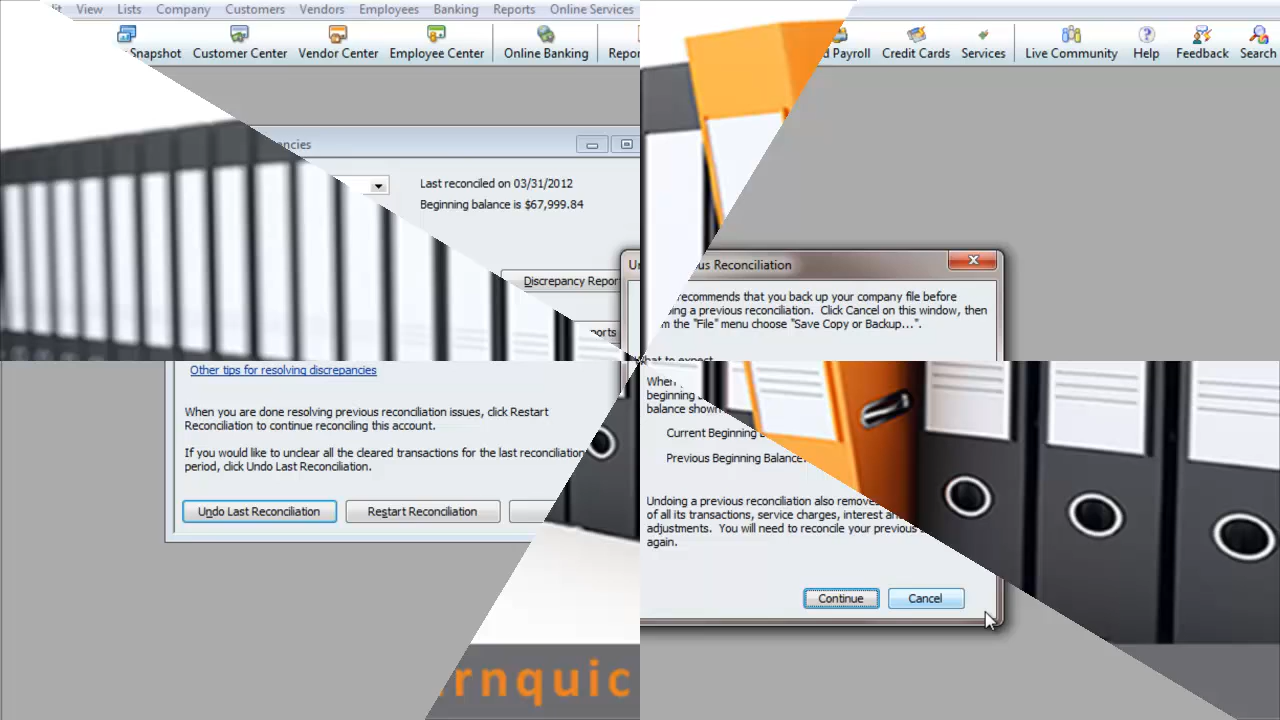 View Lists Company Customers Vendors Employees Banking Reports Online Services
Snapshot Customer Center Vendor Center Employee Center Online Banking Payroll Credit Cards Services Live Community Help Feedback Search
Last reconciled on 03/31/2012
Beginning balance is $67,999.84
Discrepancy Repor
Reconciliation
recommends that you back up your company file before
a previous reconciliation. Click Cancel on this window, then
the "File" menu choose "Save Copy or Backup...".
to expect
Other tips for resolving discrepancies
When you are done resolving previous reconciliation issues, click Restart
Reconciliation to continue reconciling this account.
If you would like to unclear all the cleared transactions for the last reconciliation
period, click Undo Last Reconciliation.
Undo Last Reconciliation Restart Reconciliation
When
beginning
balance shown
Current Beginning
Previous Beginning Balance.
Undoing a previous reconciliation also remove
of all its transactions, service charges, interest an
adjustments. You will need to reconcile your previous
again.
Continue Cancel
rnquic